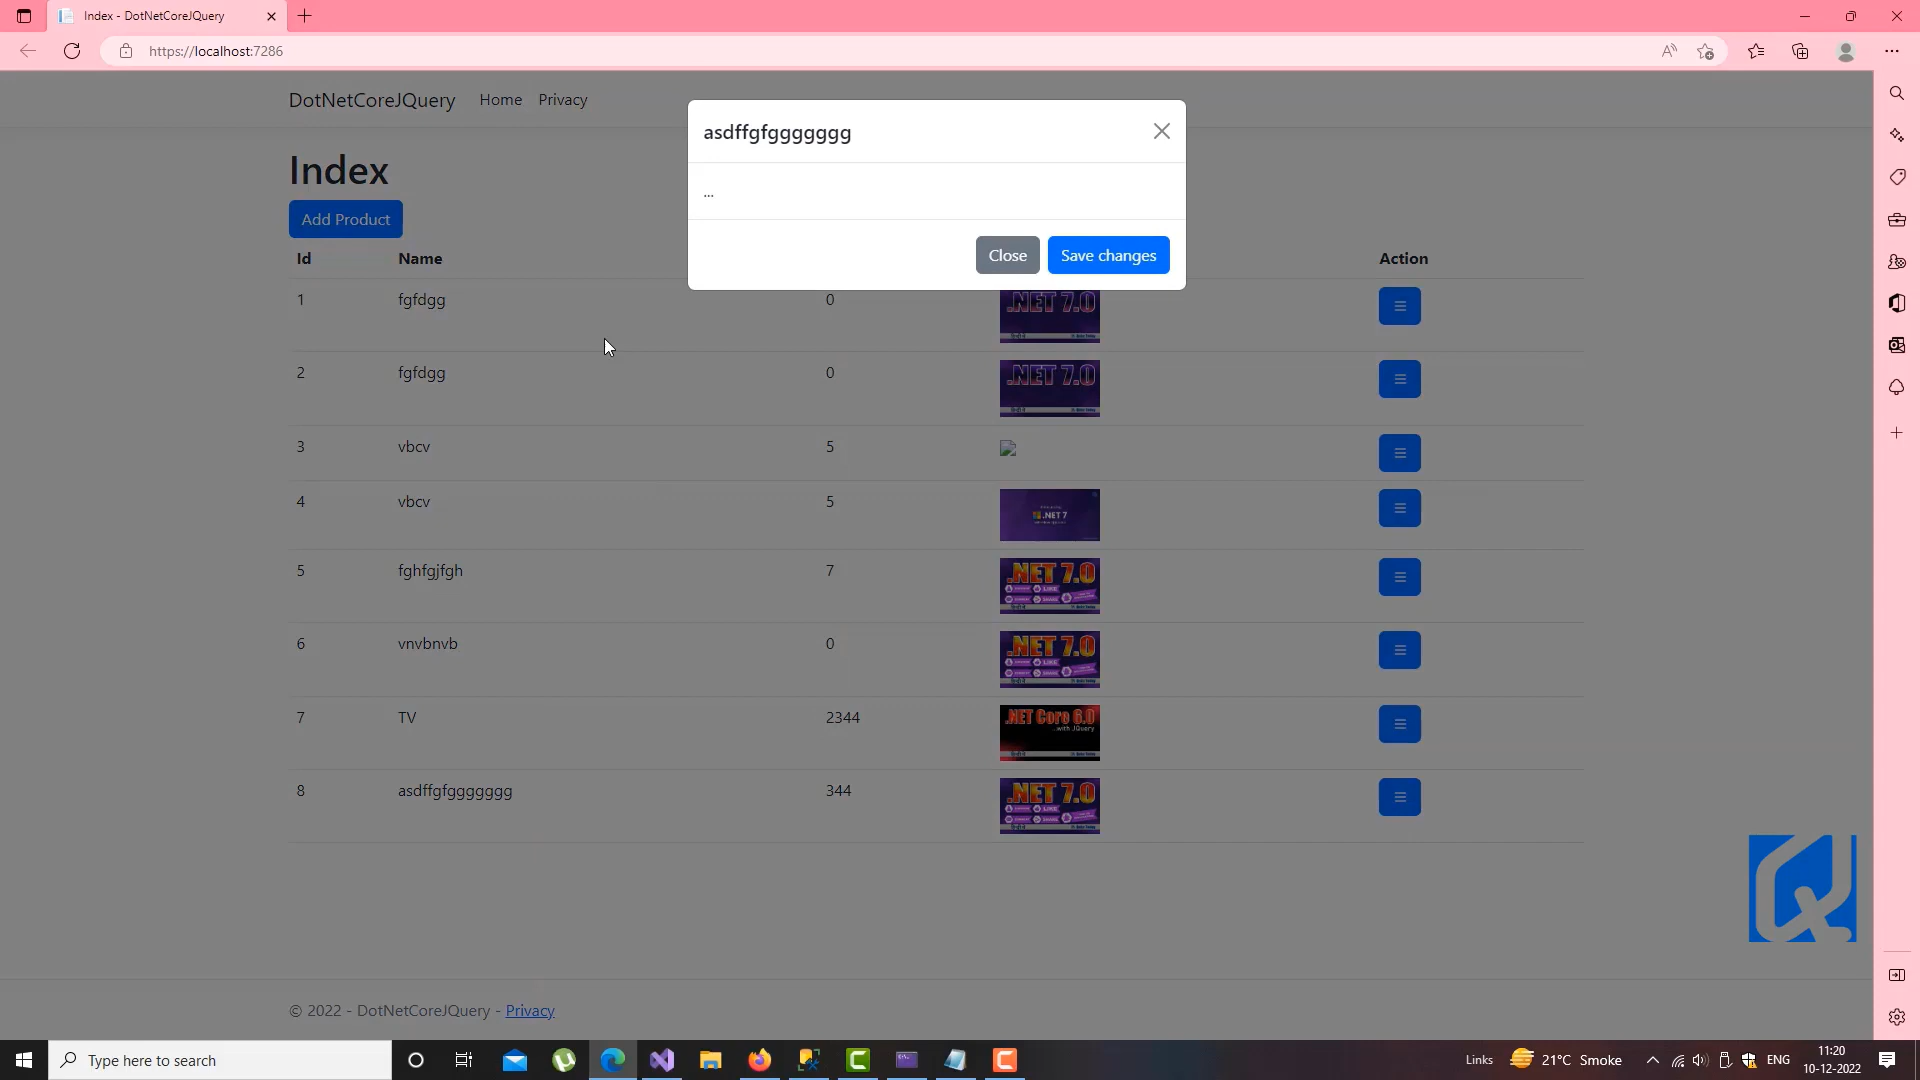 Index - DotNetCoreJQuery
https://localhost:7286
DotNetCoreJQuery Home Privacy
asdffgfggggggg
...
Close Save changes
Index
Add Product
Id Name Action
1 fgfdgg 0
.NET 7.0
2 fgfdgg 0
.NET 7.0
3 vbcv 5
4 vbcv 5
.NET 7
5 fghfgjfgh 7
.NET 7.0
6 vnvbnvb 0
.NET 7.0
7 TV 2344
.NET Core 6.0
...with JQuery
8 asdffgfggggggg 344
.NET 7.0
© 2022 - DotNetCoreJQuery - Privacy
Type here to search
Links 21°C Smoke ENG 11:20
10-12-2022